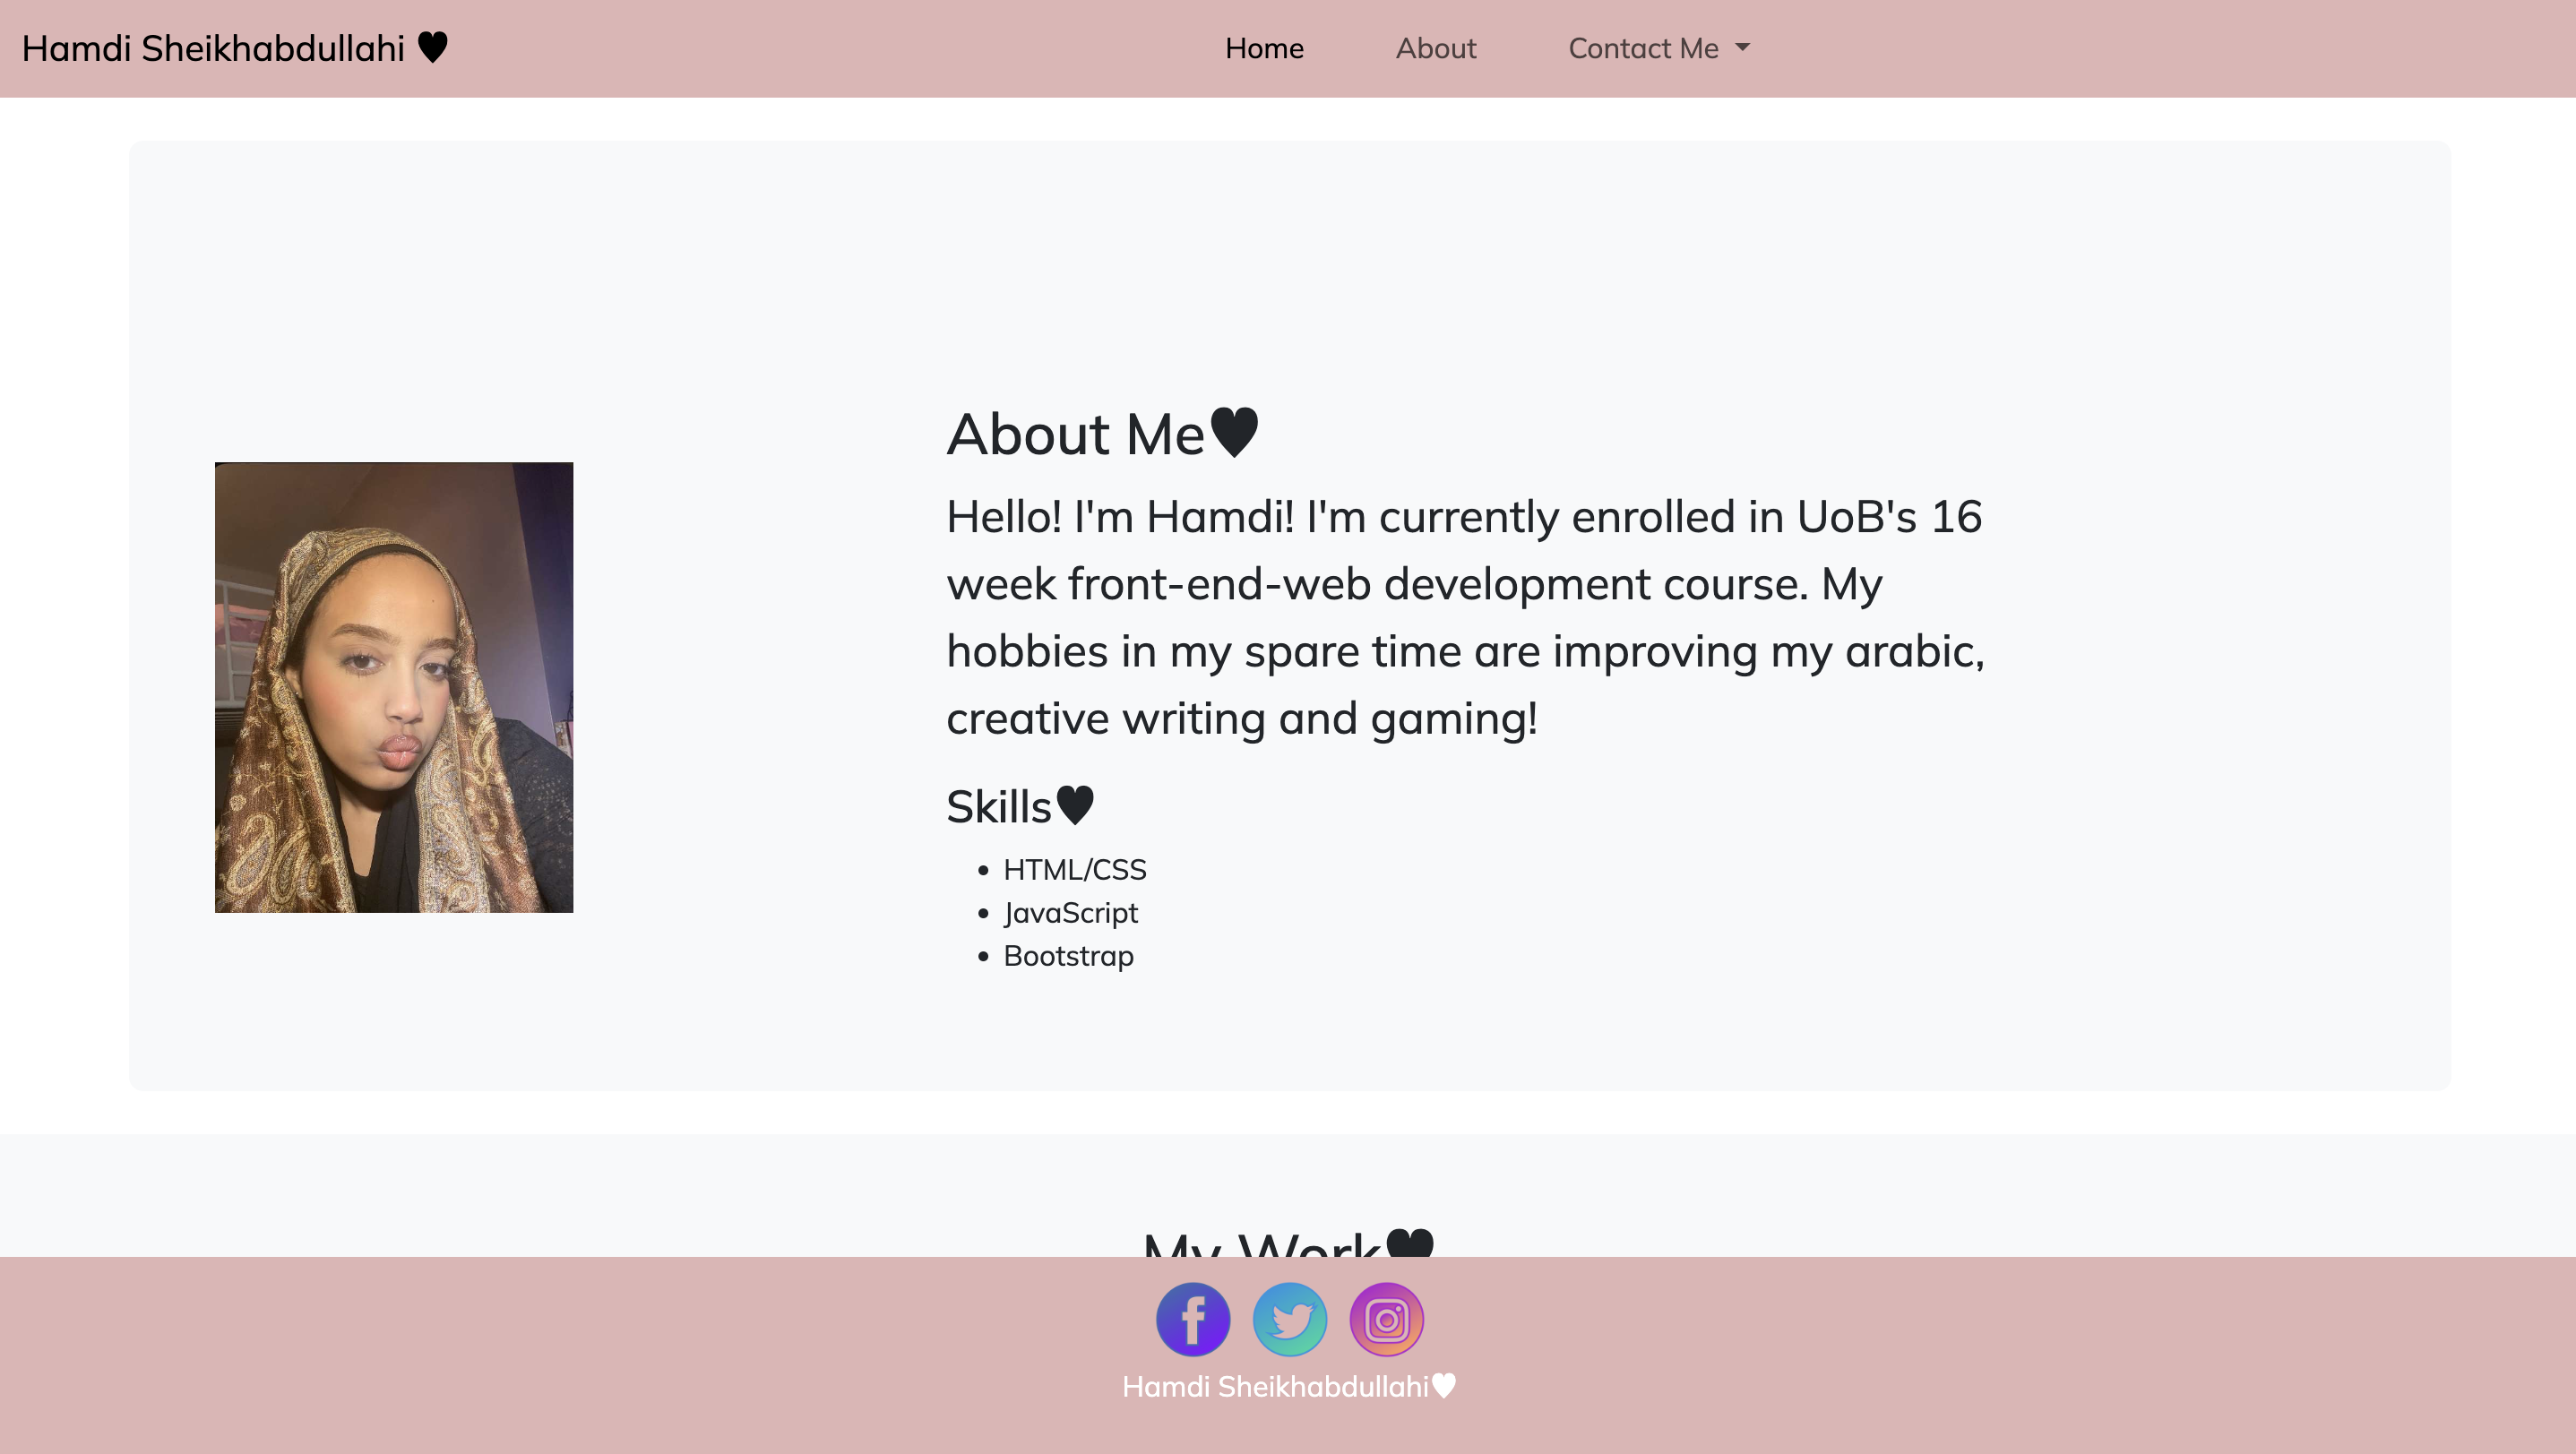 Hamdi Sheikhabdullahi ♥
Home About Contact Me
About Me♥
Hello! I'm Hamdi! I'm currently enrolled in UoB's 16
week front-end-web development course. My
hobbies in my spare time are improving my arabic,
creative writing and gaming!
Skills♥
• HTML/CSS
• JavaScript
• Bootstrap
My Work♥
Hamdi Sheikhabdullahi♥